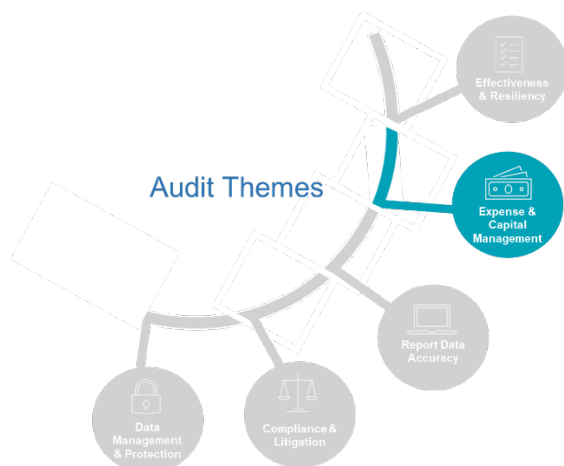 Effectiveness
& Resiliency
Audit Themes
Expense &
Capital
Management
Report Data
Accuracy
Compliance &
Litigation
Data
Management
& Protection